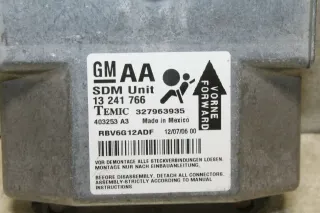 GM AA
SDM Unit
13 241 766
TEMIC 327963935
403253 A3 Made in Mexico
RBV6G12ADF 12/07/06 00
VORNE
FORWARD
VOR DEMONTAGE ALLE STECKVERBINDUNGEN LOESEN.
MONTAGE NUR NACH EINBAUANLEITUNG.
BEFORE DISASSEMBLY, DETACH ALL CONNECTORS.
ASSEMBLY STRICTLY ACCORDING TO INSTRUCTIONS.